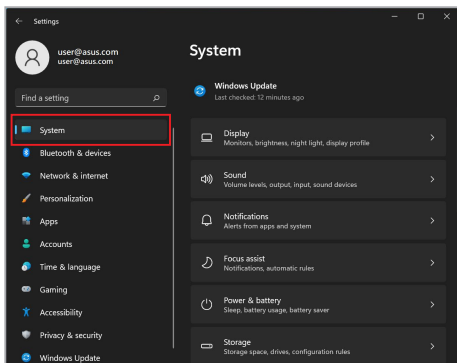 Settings
user@asus.com
user@asus.com
Find a setting
System
Bluetooth & devices
Network & internet
Personalization
Apps
Accounts
Time & language
Gaming
Accessibility
Privacy & security
Windows Update
System
Windows Update
Last checked: 12 minutes ago
Display
Monitors, brightness, night light, display profile
Sound
Volume levels, output, input, sound devices
Notifications
Alerts from apps and system
Focus assist
Notifications, automatic rules
Power & battery
Sleep, battery usage, battery saver
Storage
Storage space, drives, configuration rules